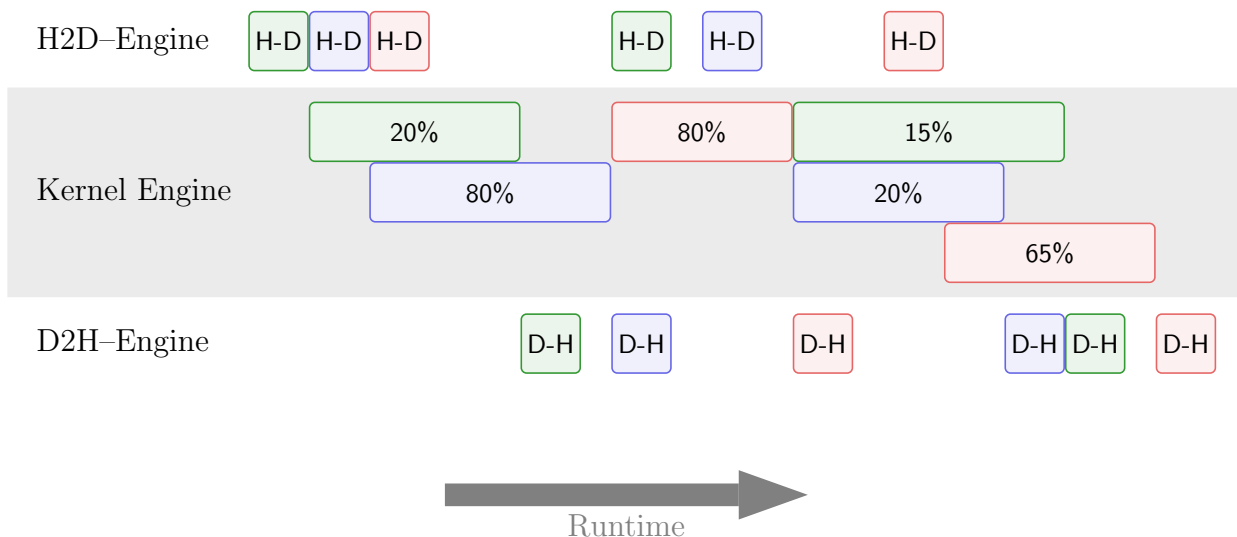 H2D–Engine H-D H-D H-D H-D H-D H-D
20% 80% 15%
Kernel Engine 80% 20%
65%
D2H–Engine D-H D-H D-H D-H D-H D-H
Runtime